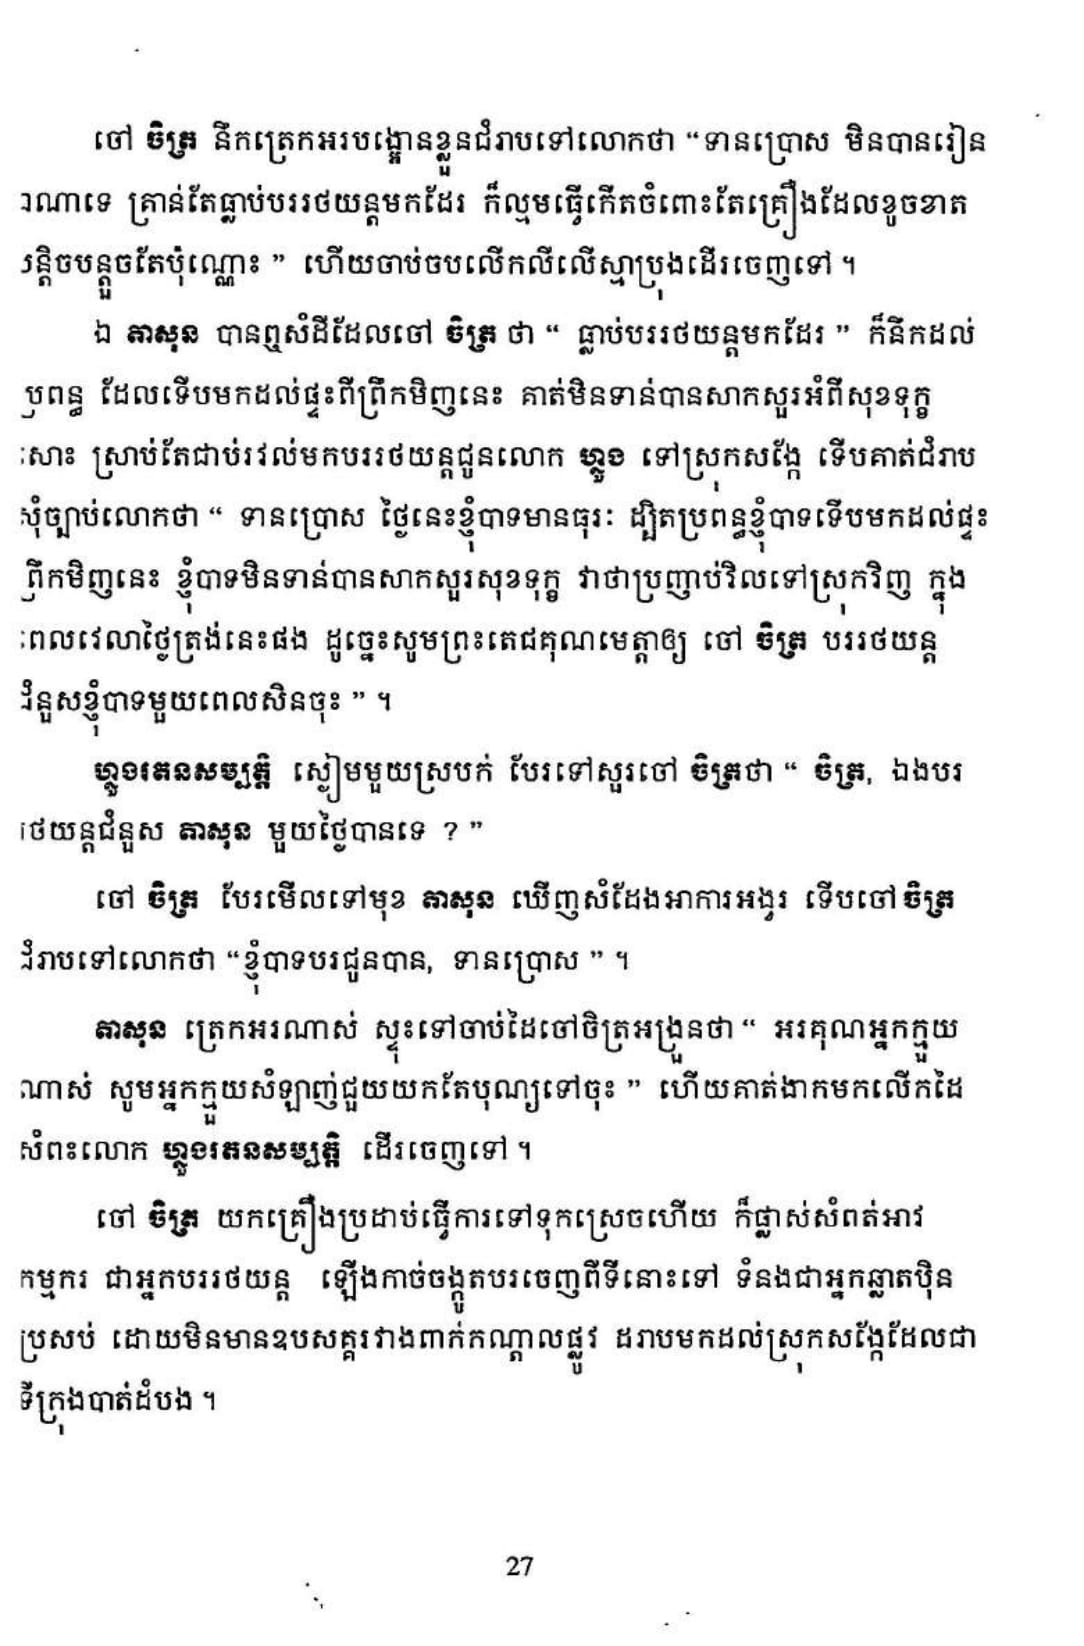 ចៅ ចិត្រ នឹកត្រេកអរបង្អោនខ្លួនជំរាបទៅលោកថា “ ទានប្រោស មិនបានរៀន
ណាទេ គ្រាន់តែធ្លាប់បររថយន្តមកដែរ ក៏ល្មមធ្វើកើតចំពោះតែគ្រឿងដែលខូចខាត
បន្តួចតែប៉ុណ្ណោះ ” ហើយចាប់ចបលើកលីលើស្មាប្រុងដើរចេញទៅ ។
ឯ តាសុន បានឮសំដីដែលចៅ ចិត្រ ថា “ ធ្លាប់បររថយន្តមកដែរ ” ក៏នឹកដល់
ប្រពន្ធ ដែលទើបមកដល់ផ្ទះពីព្រឹកមិញនេះ គាត់មិនទាន់បានសាកសួរអំពីសុខទុក្ខ
សោះ ស្រាប់តែជាប់រវល់មកបររថយន្តជូនលោក ហ្លួង ទៅស្រុកសង្កែ ទើបគាត់ជំរាប
សុំច្បាប់លោកថា “ ទានប្រោស ថ្ងៃនេះខ្ញុំបាទមានធុរៈ ដ្បិតប្រពន្ធខ្ញុំបាទទើបមកដល់ផ្ទះ
ព្រឹកមិញនេះ ខ្ញុំបាទមិនទាន់បានសាកសួរសុខទុក្ខ វាថាប្រញាប់វិលទៅស្រុកវិញ ក្នុង
ពេលវេលាថ្ងៃត្រង់នេះផង ដូច្នេះសូមព្រះតេជគុណមេត្តាឲ្យ ចៅ ចិត្រ បររថយន្ត
ជំនួសខ្ញុំបាទមួយពេលសិនចុះ ” ។
ហ្លួងរតនសម្បត្តិ ស្ងៀមមួយស្របក់ បែរទៅសួរចៅ ចិត្រថា “ ចិត្រ, ឯងបរ
រថយន្តជំនួស តាសុន មួយថ្ងៃបានទេ ? ”
ចៅ ចិត្រ បែរមើលទៅមុខ តាសុន ឃើញសំដែងអាការអង្វរ ទើបចៅ ចិត្រ
ជំរាបទៅលោកថា “ ខ្ញុំបាទបរជូនបាន, ទានប្រោស ” ។
តាសុន ត្រេកអរណាស់ ស្ទុះទៅចាប់ដៃចៅចិត្រអង្រួនថា “ អរគុណអ្នកក្មួយ
ណាស់ សូមអ្នកក្មួយសំឡាញ់ជួយយកតែបុណ្យទៅចុះ ” ហើយគាត់ងាកមកលើកដៃ
សំពះលោក ហ្លួងរតនសម្បត្តិ ដើរចេញទៅ ។
ចៅ ចិត្រ យកគ្រឿងប្រដាប់ធ្វើការទៅទុកស្រេចហើយ ក៏ផ្លាស់សំពត់អាវ
កម្មករ ជាអ្នកបររថយន្ត ឡើងកាច់ចង្កូតបរចេញពីទីនោះទៅ ទំនងជាអ្នកឆ្លាតប៉ិន
ប្រសប់ ដោយមិនមានឧបសគ្គរវាងពាក់កណ្តាលផ្លូវ ដរាបមកដល់ស្រុកសង្កែដែលជា
ទីក្រុងបាត់ដំបង ។
27